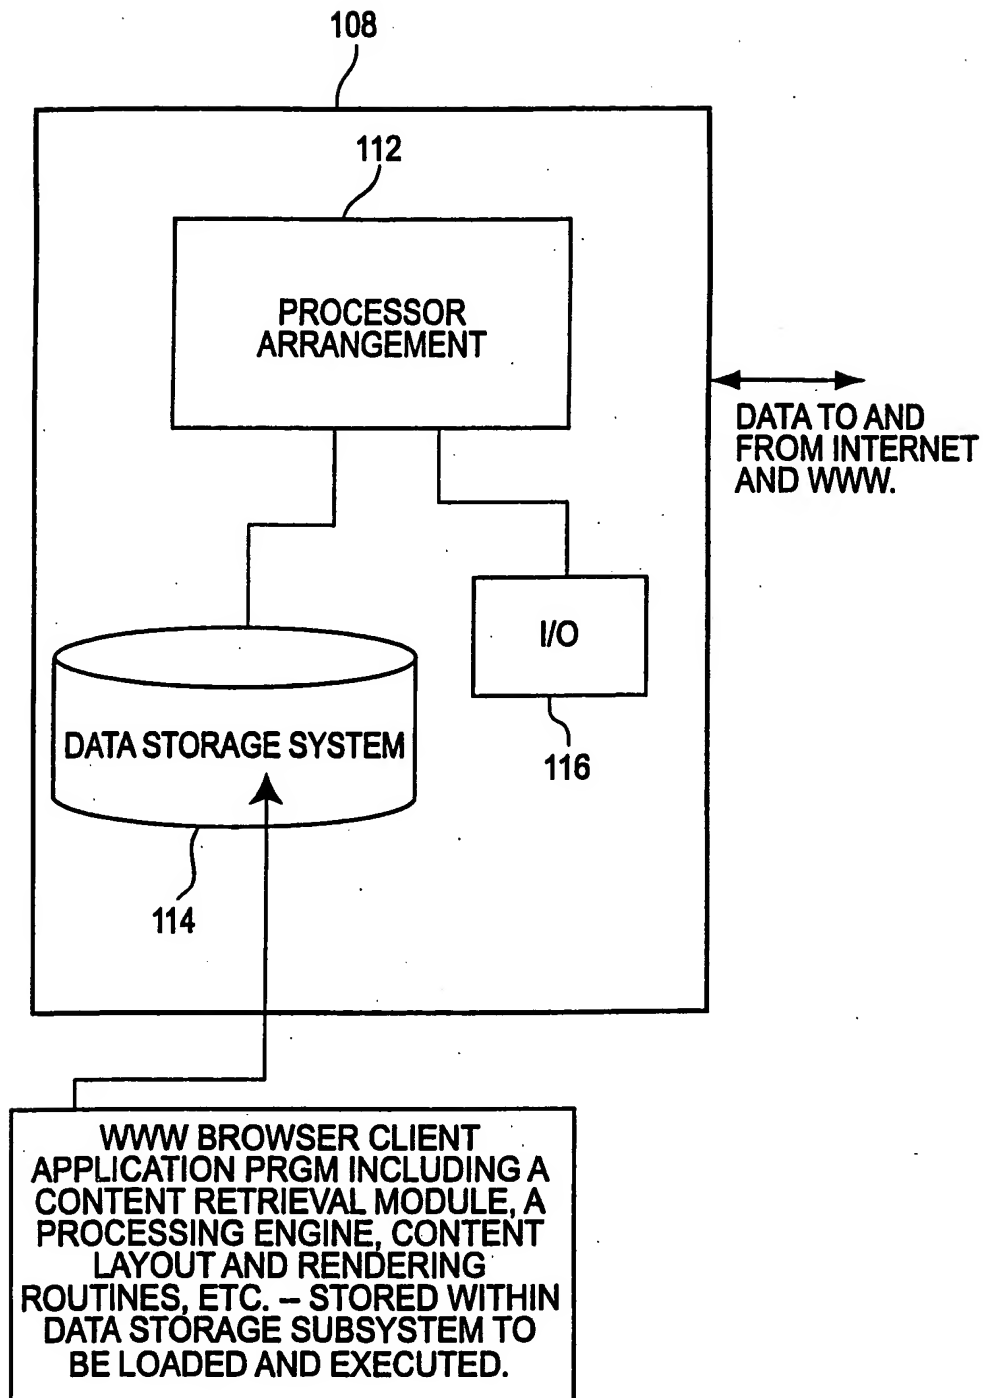 108
112
PROCESSOR
ARRANGEMENT
DATA TO AND
FROM INTERNET
AND WWW.
I/O
DATA STORAGE SYSTEM
116
114
WWW BROWSER CLIENT
APPLICATION PRGM INCLUDING A
CONTENT RETRIEVAL MODULE, A
PROCESSING ENGINE, CONTENT
LAYOUT AND RENDERING
ROUTINES, ETC. – STORED WITHIN
DATA STORAGE SUBSYSTEM TO
BE LOADED AND EXECUTED.